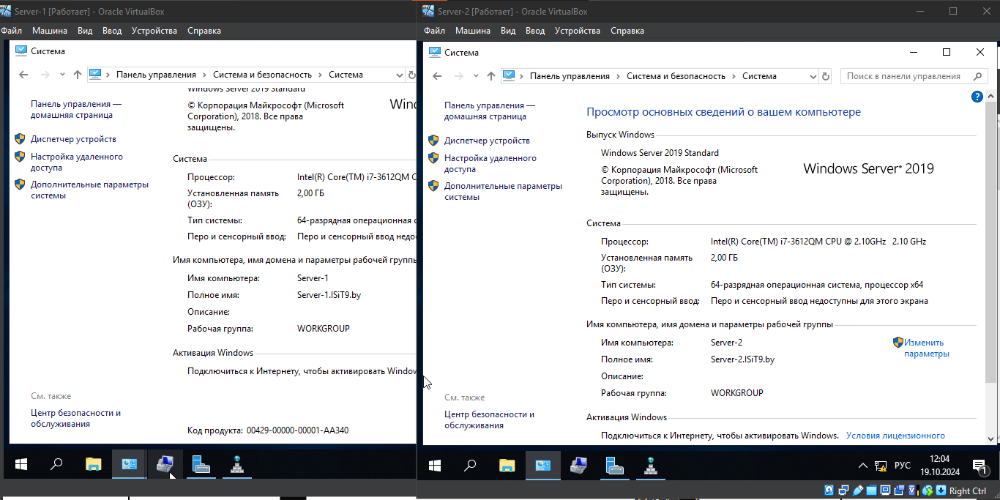 Server-1 [Работает] - Oracle VirtualBox
Файл Машина Вид Ввод Устройства Справка
Система
Панель управления › Система и безопасность › Система
Панель управления —
домашняя страница
Диспетчер устройств
Настройка удаленного
доступа
Дополнительные параметры
системы
Windows Server 2019 Standard
© Корпорация Майкрософт (Microsoft
Corporation), 2018. Все права
защищены.
Система
Процессор: Intel(R) Core(TM) i7-3612QM
Установленная память
(ОЗУ): 2,00 ГБ
Тип системы: 64-разрядная операционная
Перо и сенсорный ввод: Перо и сенсорный ввод
Имя компьютера, имя домена и параметры рабочей группы
Имя компьютера: Server-1
Полное имя: Server-1.ISiT9.by
Описание:
Рабочая группа: WORKGROUP
Активация Windows
Подключиться к Интернету, чтобы активировать
См. также
Центр безопасности и
обслуживания
Код продукта: 00429-00000-00001-AA340
Server-2 [Работает] - Oracle VirtualBox
Файл Машина Вид Ввод Устройства Справка
Система
Панель управления › Система и безопасность › Система
Поиск в панели управления
Панель управления —
домашняя страница
Диспетчер устройств
Настройка удаленного
доступа
Дополнительные параметры
системы
Просмотр основных сведений о вашем компьютере
Выпуск Windows
Windows Server 2019 Standard
© Корпорация Майкрософт (Microsoft
Corporation), 2018. Все права
защищены.
Windows Server® 2019
Система
Процессор: Intel(R) Core(TM) i7-3612QM CPU @ 2.10GHz 2.10 GHz
Установленная память
(ОЗУ): 2,00 ГБ
Тип системы: 64-разрядная операционная система, процессор x64
Перо и сенсорный ввод: Перо и сенсорный ввод недоступны для этого экрана
Имя компьютера, имя домена и параметры рабочей группы
Имя компьютера: Server-2
Изменить
параметры
Полное имя: Server-2.ISiT9.by
Описание:
Рабочая группа: WORKGROUP
Активация Windows
Подключиться к Интернету, чтобы активировать Windows. Условия лицензионного
См. также
Центр безопасности и
обслуживания
РУС
12:04
19.10.2024
1
Right Ctrl